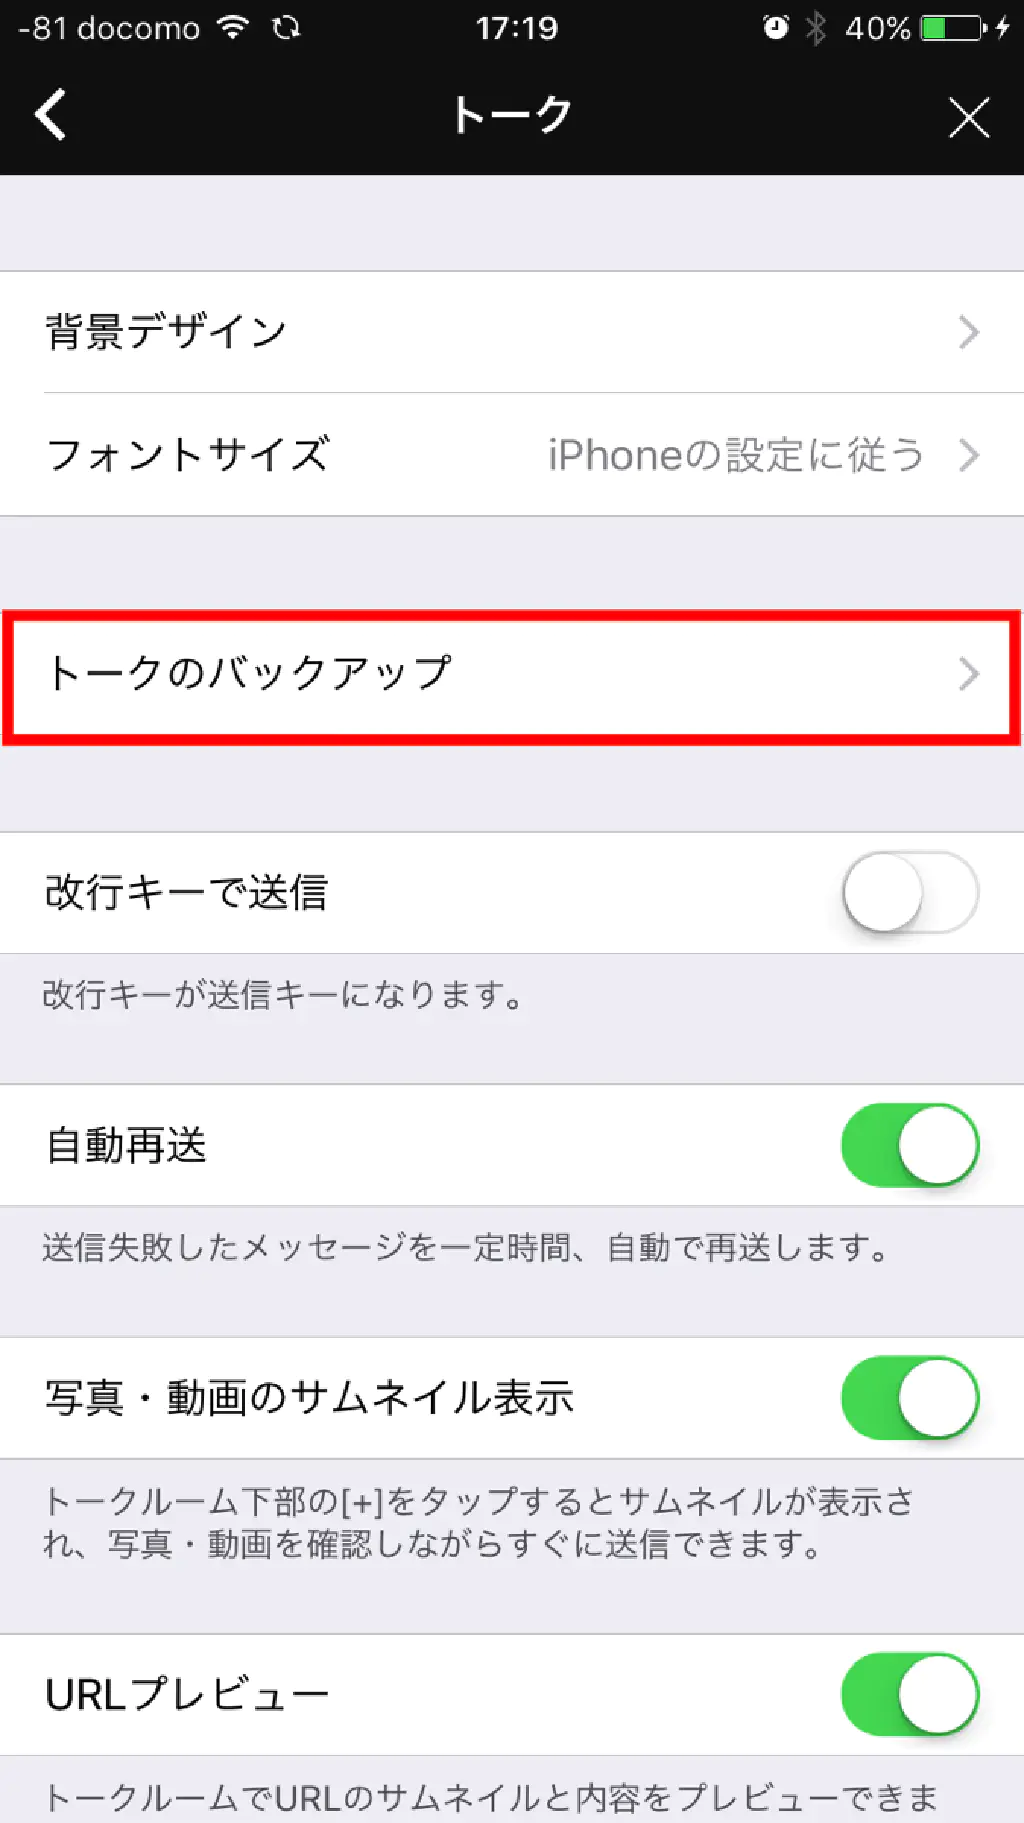 -81 docomo 17:19 40%
トーク
背景デザイン
フォントサイズ iPhoneの設定に従う
トークのバックアップ
改行キーで送信
改行キーが送信キーになります。
自動再送
送信失敗したメッセージを一定時間、自動で再送します。
写真・動画のサムネイル表示
トークルーム下部の[+]をタップするとサムネイルが表示さ
れ、写真・動画を確認しながらすぐに送信できます。
URLプレビュー
トークルームでURLのサムネイルと内容をプレビューできま